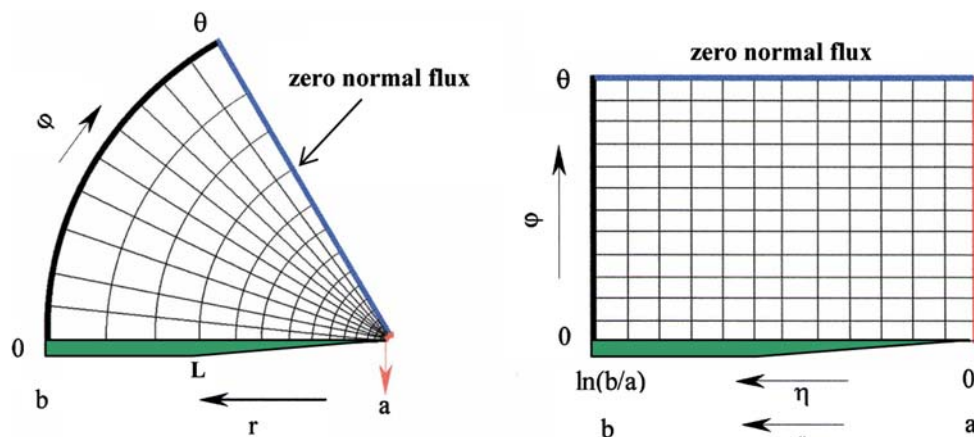 θ
zero normal flux
φ
0
L
b
a
r
zero normal flux
θ
φ
0
ln(b/a)
η
0
b
a